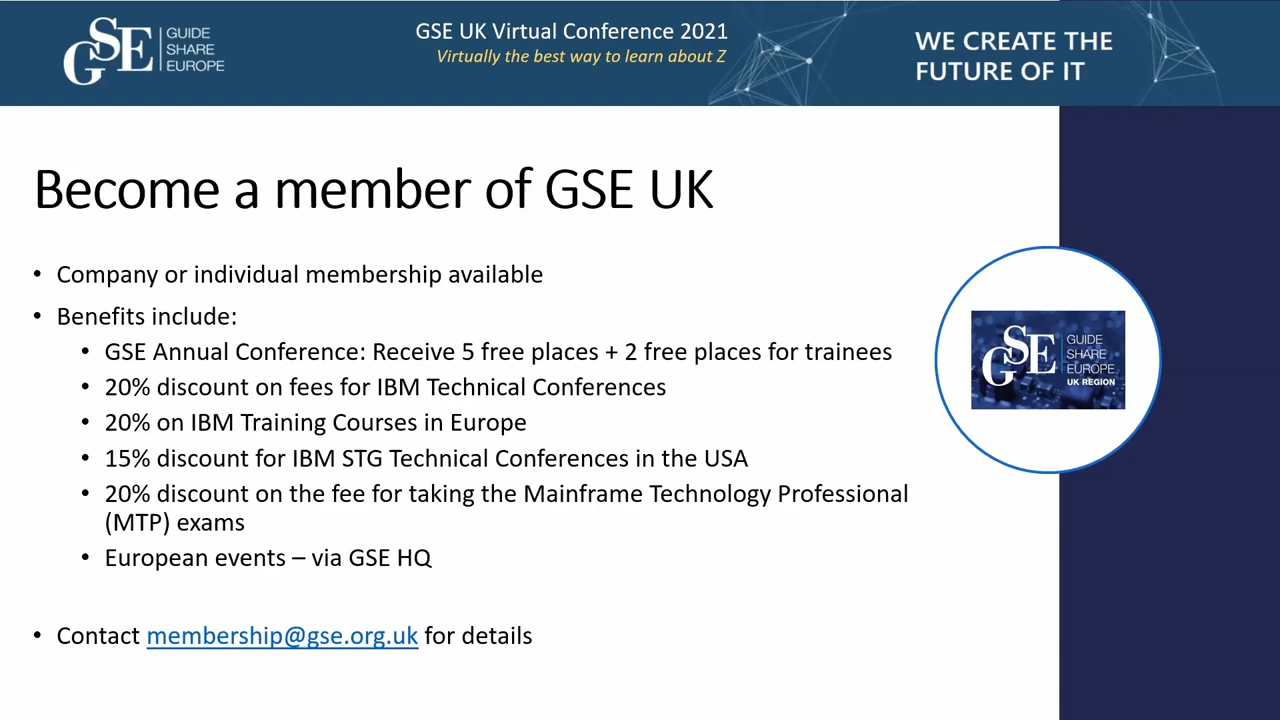 GSE GUIDE
SHARE
EUROPE
GSE UK Virtual Conference 2021
Virtually the best way to learn about Z
WE CREATE THE
FUTURE OF IT
Become a member of GSE UK
• Company or individual membership available
• Benefits include:
• GSE Annual Conference: Receive 5 free places + 2 free places for trainees
• 20% discount on fees for IBM Technical Conferences
• 20% on IBM Training Courses in Europe
• 15% discount for IBM STG Technical Conferences in the USA
• 20% discount on the fee for taking the Mainframe Technology Professional
(MTP) exams
• European events – via GSE HQ
• Contact membership@gse.org.uk for details
GSE GUIDE
SHARE
EUROPE
UK REGION